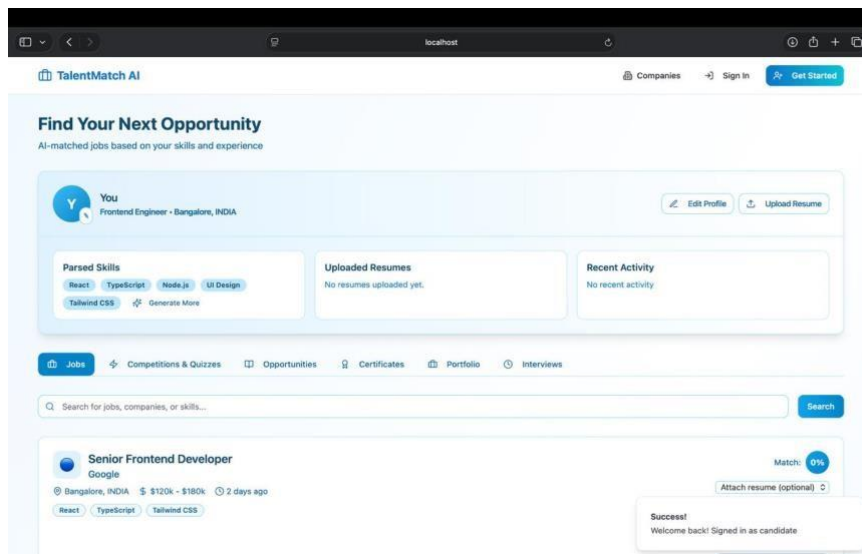 localhost
TalentMatch AI
Companies
Sign In
Get Started
Find Your Next Opportunity
AI-matched jobs based on your skills and experience
Y
You
Frontend Engineer • Bangalore, INDIA
Edit Profile
Upload Resume
Parsed Skills
React TypeScript Node.js UI Design
Tailwind CSS Generate More
Uploaded Resumes
No resumes uploaded yet.
Recent Activity
No recent activity
Jobs Competitions & Quizzes Opportunities Certificates Portfolio Interviews
Search for jobs, companies, or skills...
Search
Senior Frontend Developer
Google
Bangalore, INDIA $ $120k - $180k 2 days ago
React TypeScript Tailwind CSS
Match: 0%
Attach resume (optional)
Success!
Welcome back! Signed in as candidate